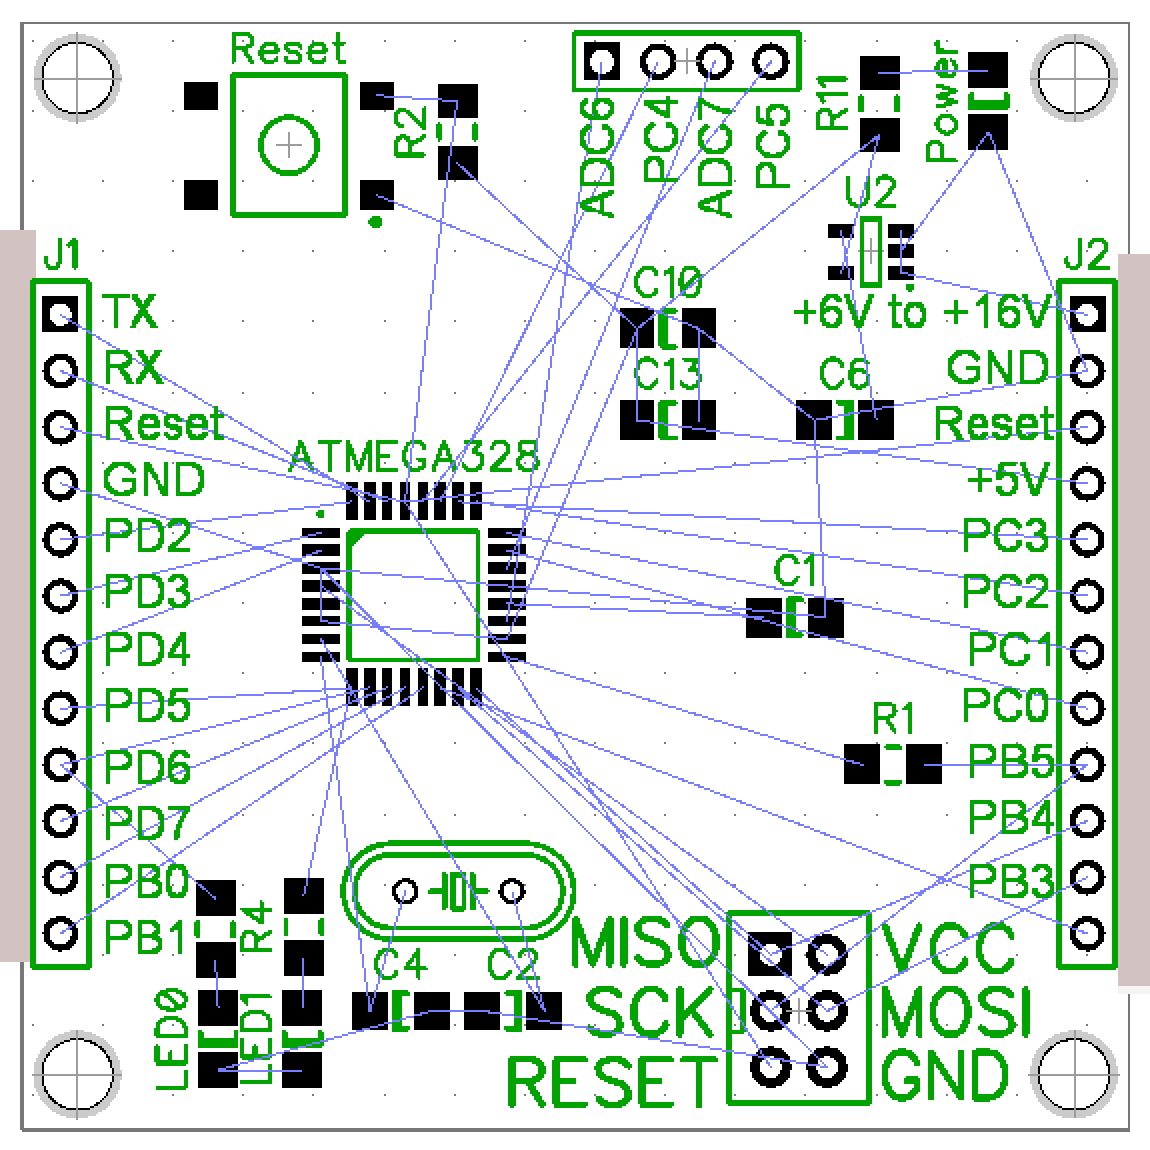 Reset
R2
ADC6
PC4
ADC7
PC5
R11
Power
U2
J1
J2
C10
TX
+6V to +16V
RX
C13
C6
GND
Reset
Reset
ATMEGA328
GND
+5V
PD2
PC3
PD3
C1
PC2
PD4
PC1
PD5
R1
PC0
PD6
PB5
PD7
PB4
PB0
PB3
PB1
R4
C4
C2
MISO
VCC
LED0
LED1
SCK
MOSI
RESET
GND